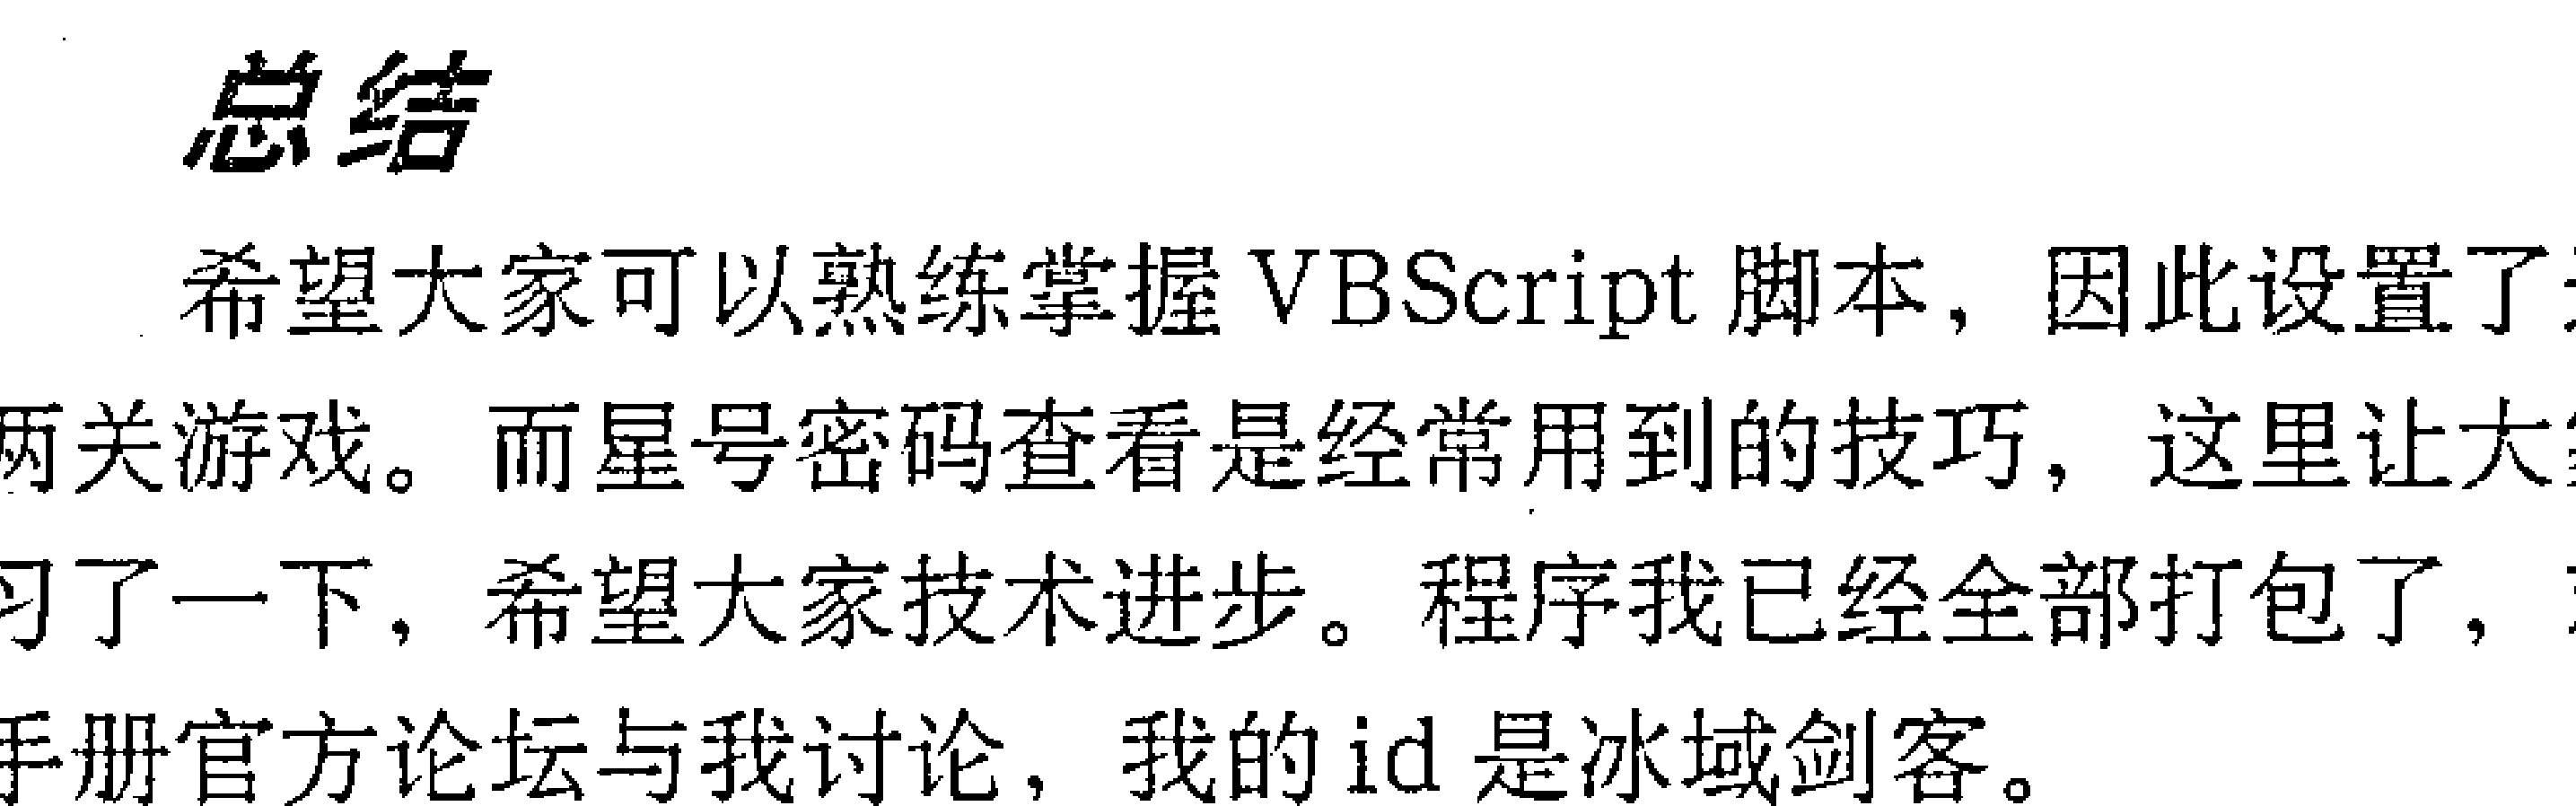 总结
希望大家可以熟练掌握 VBScript 脚本，因此设置了
两关游戏。而星号密码查看是经常用到的技巧，这里让大
习了一下，希望大家技术进步。程序我已经全部打包了，
手册官方论坛与我讨论，我的 id 是冰域剑客。